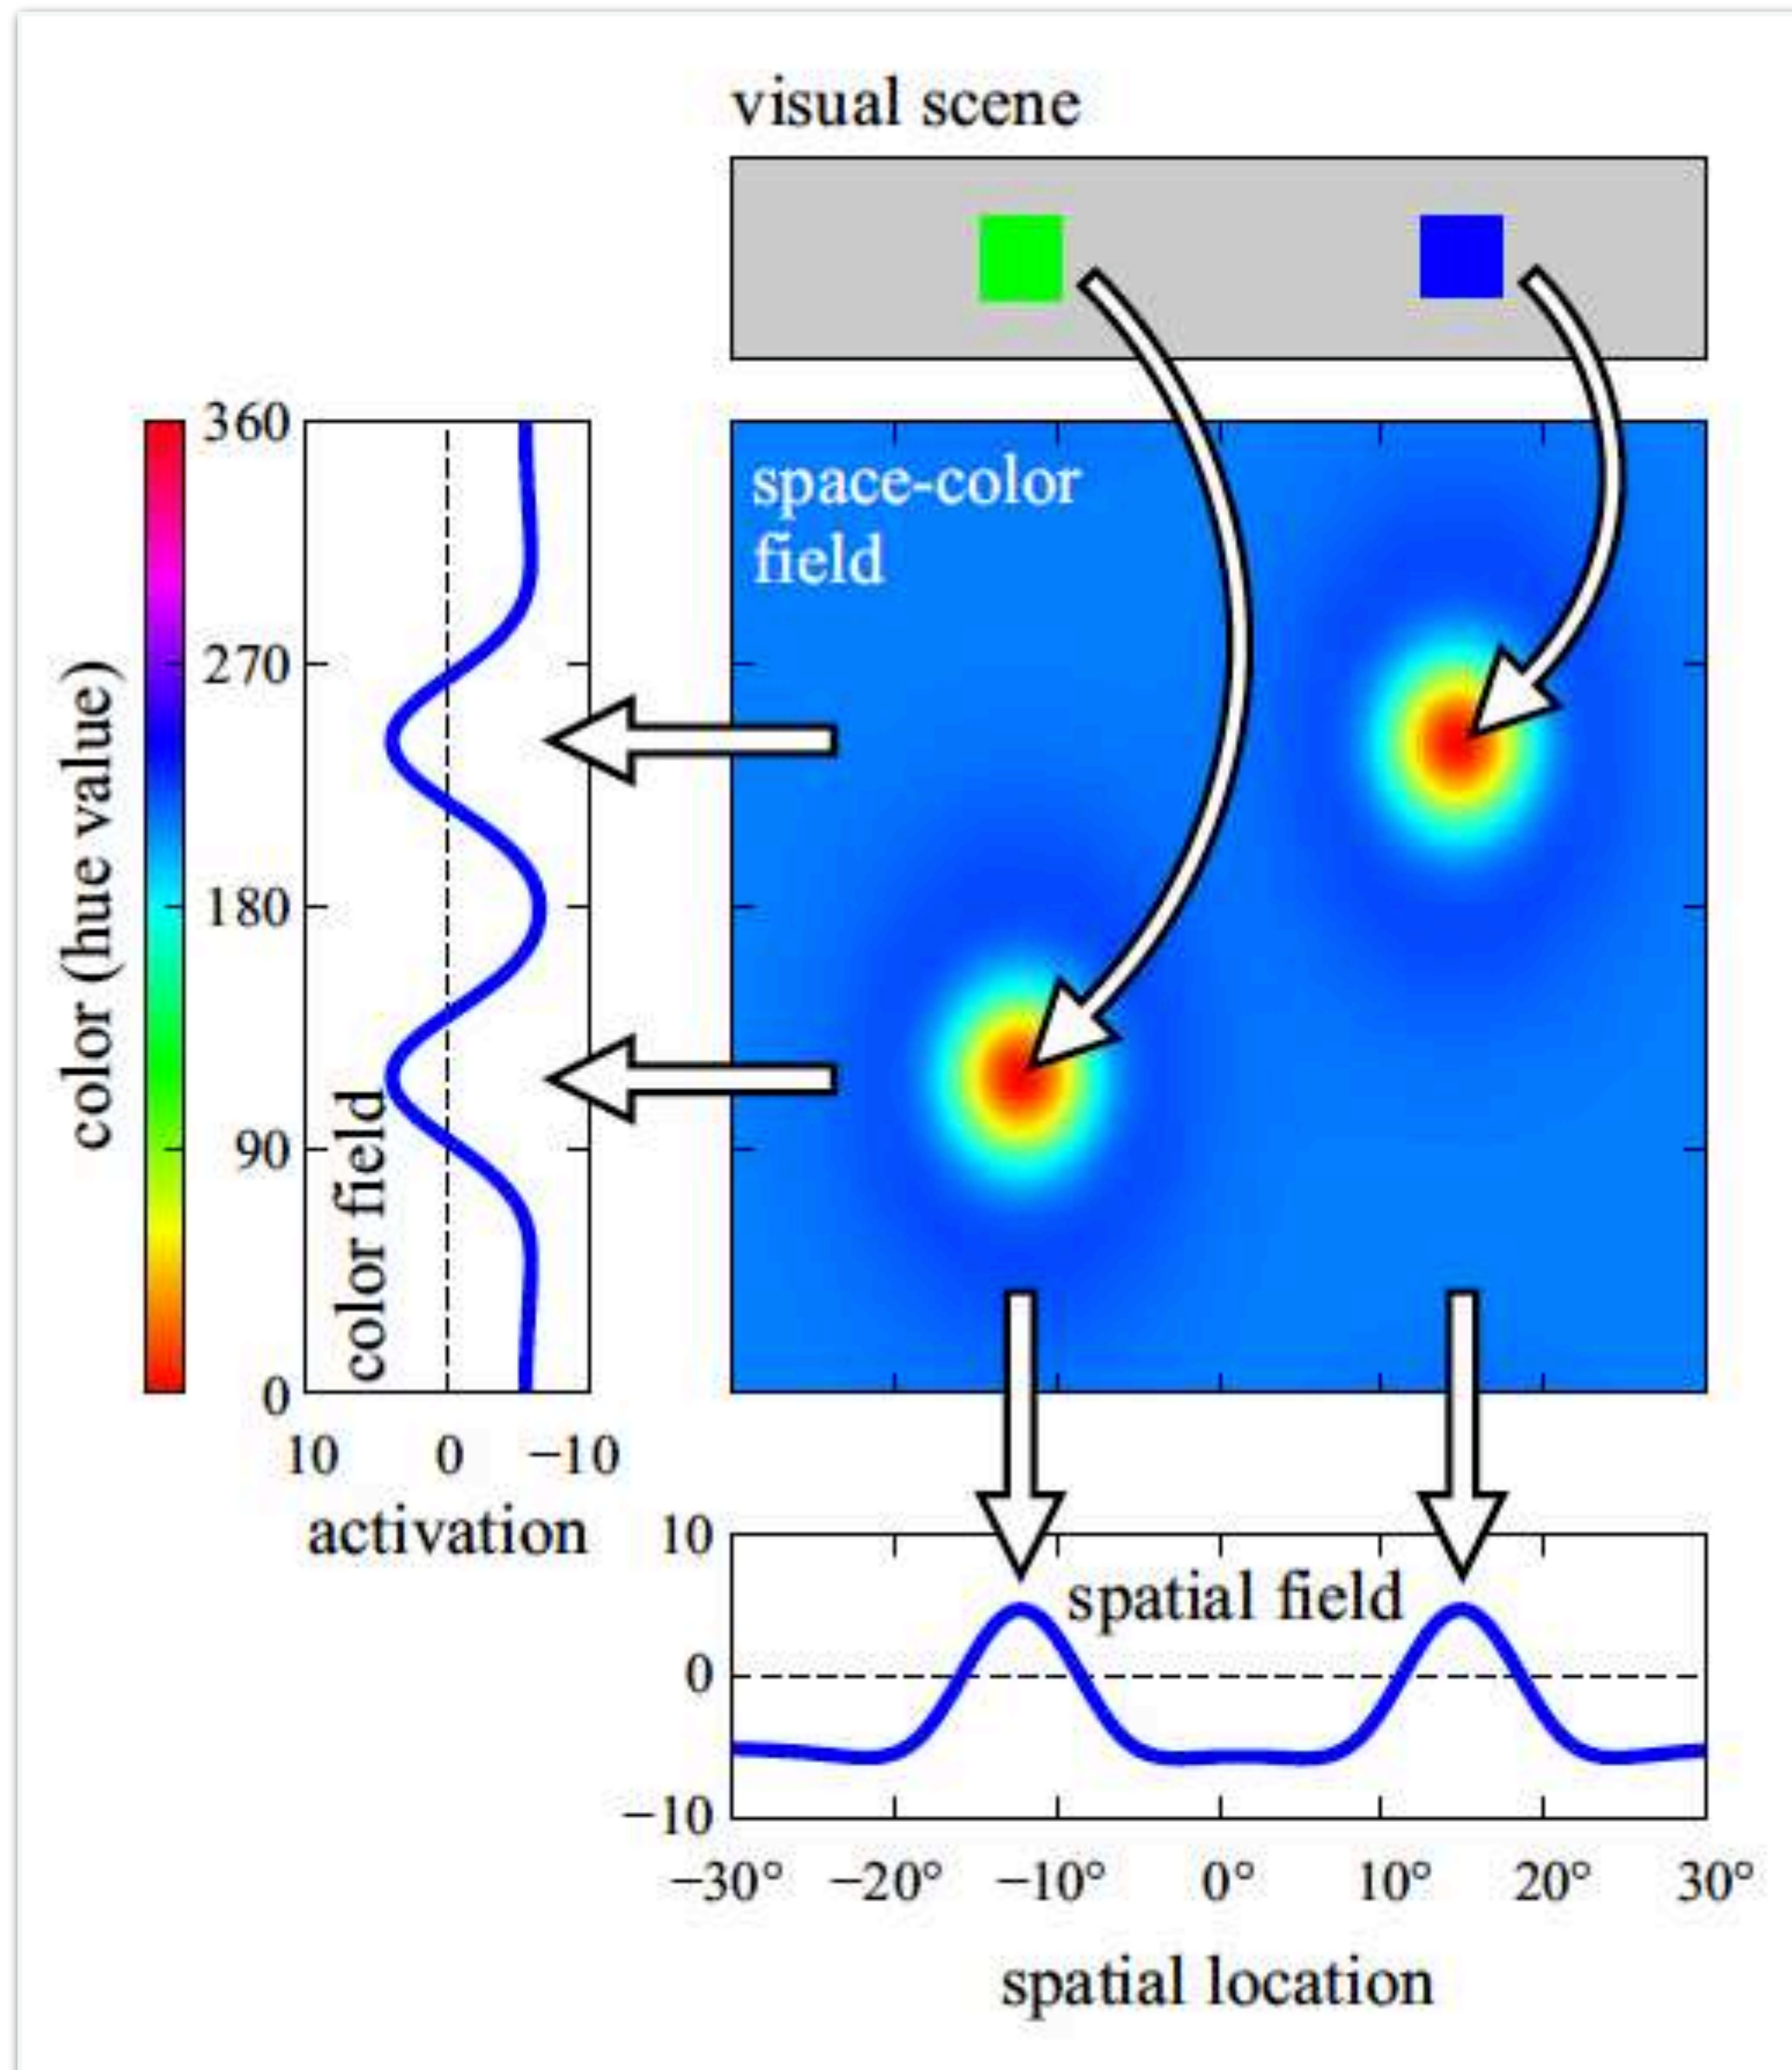 visual scene
space-color
field
color (hue value)
360
270
180
90
0
color field
10 0 −10
activation
10
0
−10
spatial field
−30° −20° −10° 0° 10° 20° 30°
spatial location